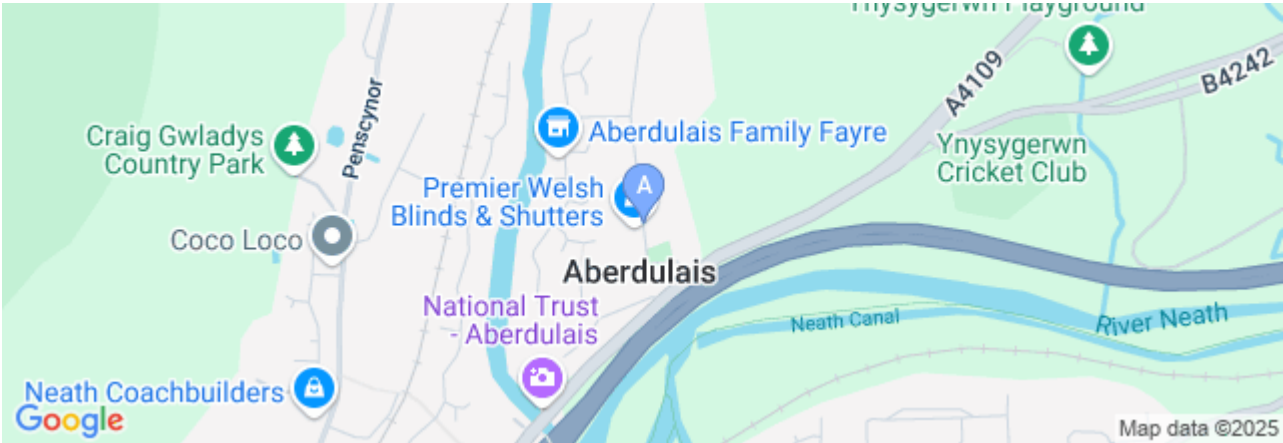 Ynysygerwn Playground
A4109
B4242
Penscynor
Craig Gwladys
Country Park
Aberdulais Family Fayre
Ynysygerwn
Cricket Club
Premier Welsh
Blinds & Shutters
A
Coco Loco
Aberdulais
National Trust
- Aberdulais
Neath Canal
River Neath
Neath Coachbuilders
Google
Map data ©2025